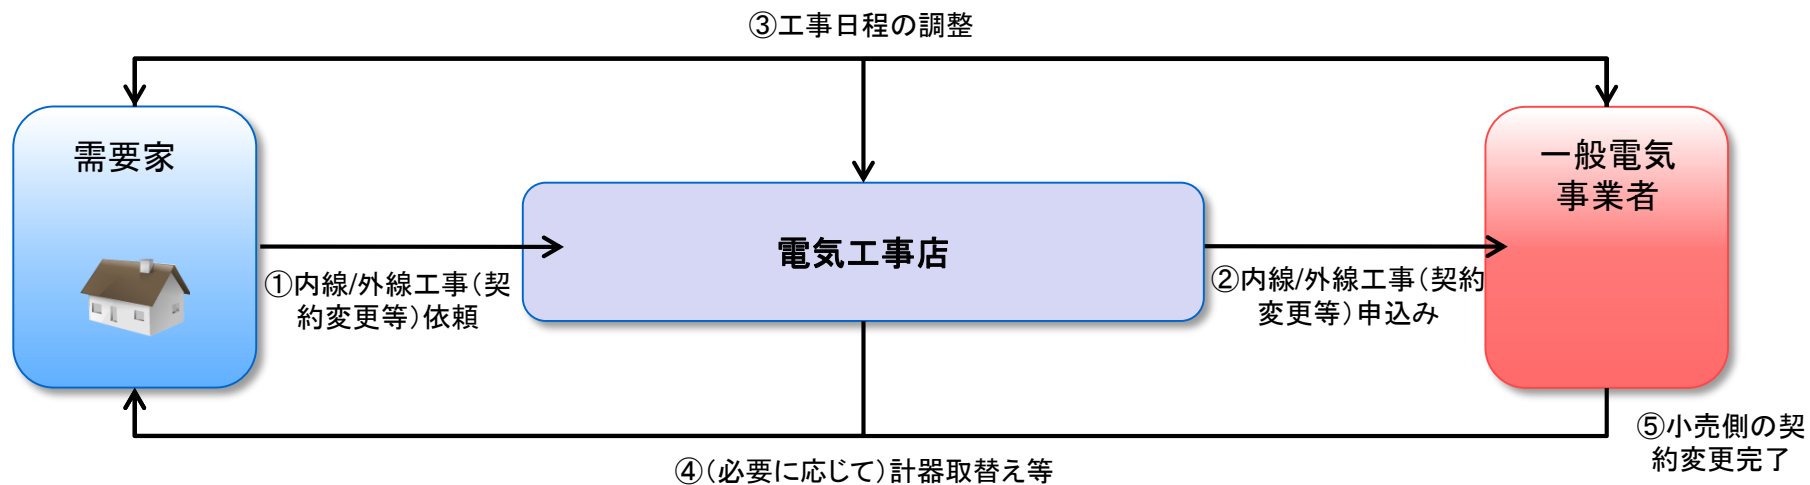 ③工事日程の調整
需要家
一般電気
事業者
電気工事店
①内線/外線工事(契
約変更等)依頼
②内線/外線工事(契約
変更等)申込み
④(必要に応じて)計器取替え等
⑤小売側の契
約変更完了